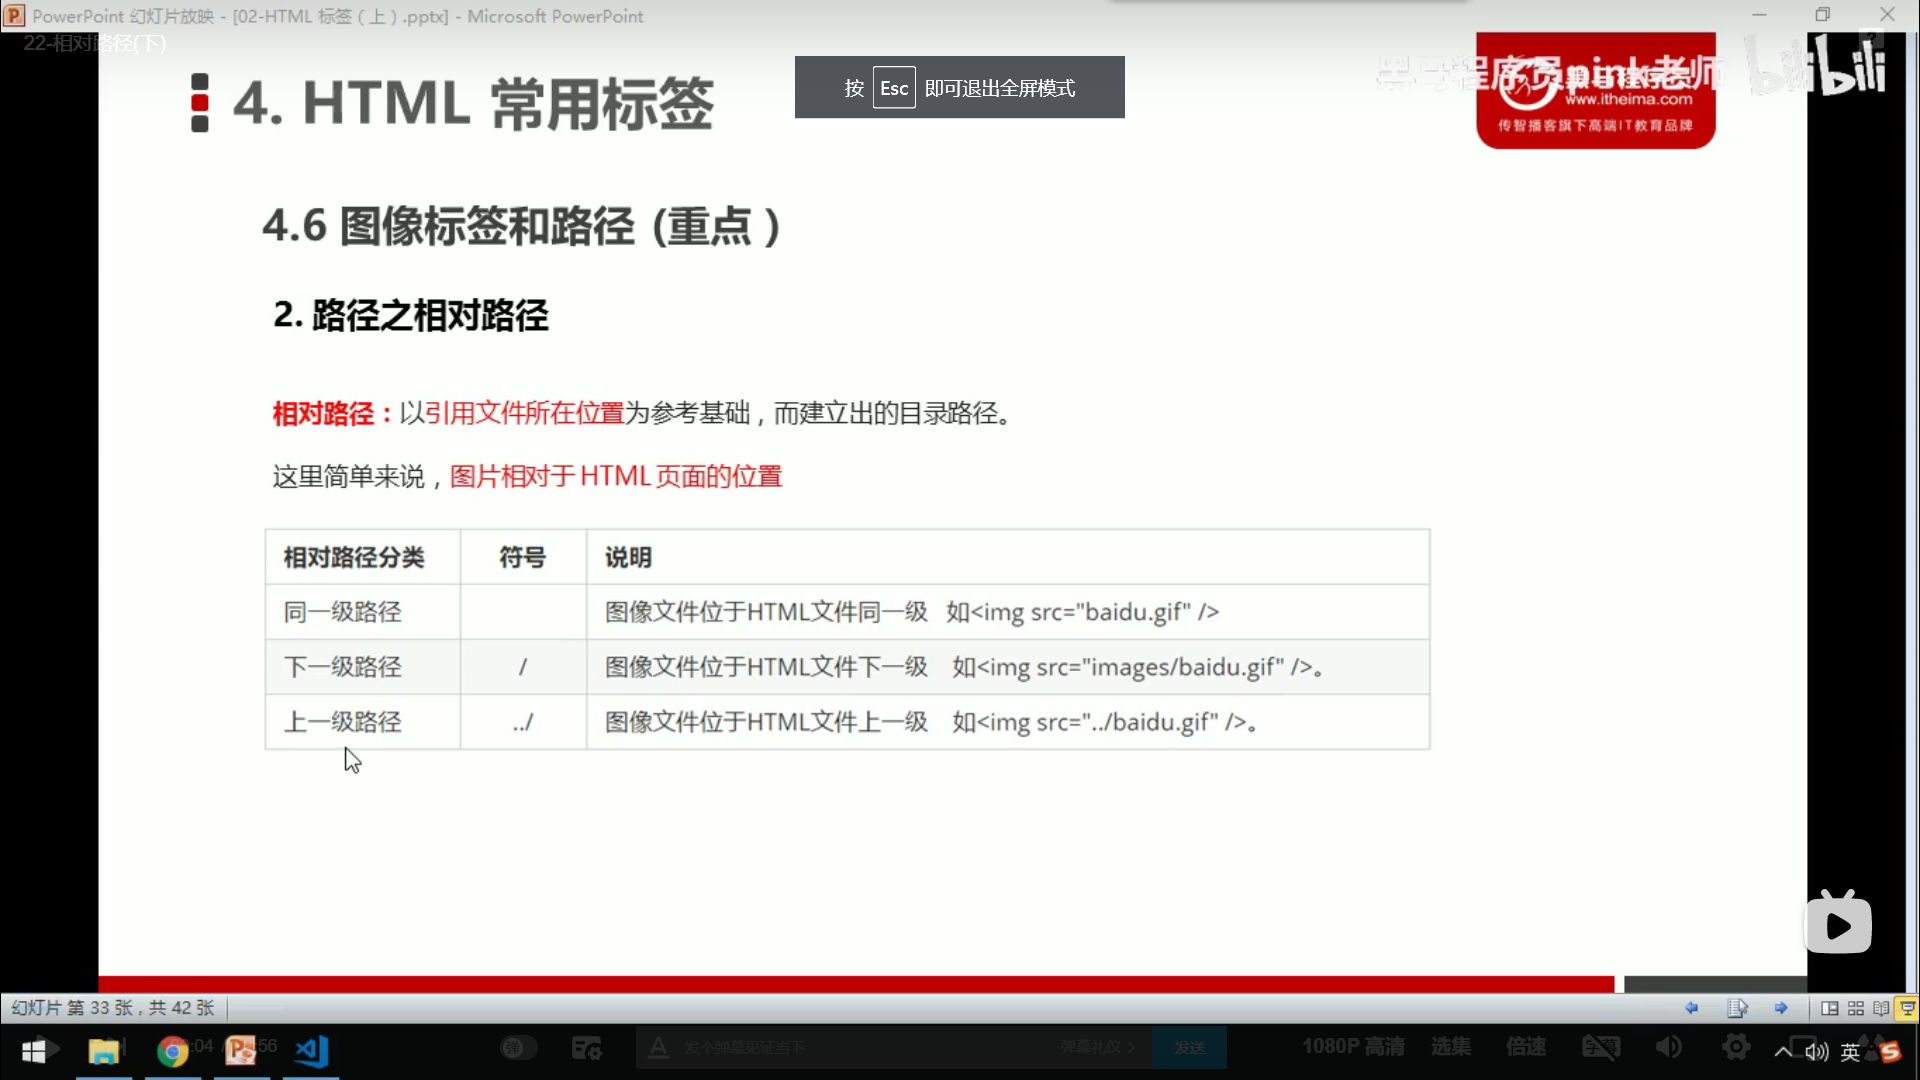 PowerPoint 幻灯片放映 - [02-HTML 标签（上）.pptx] - Microsoft PowerPoint
22-相对路径(下)
按 Esc 即可退出全屏模式
黑马程序员pink老师
bilibili
www.itheima.com
传智播客旗下高端IT教育品牌
4. HTML 常用标签
4.6 图像标签和路径 (重点 )
2. 路径之相对路径
相对路径：以引用文件所在位置为参考基础，而建立出的目录路径。
这里简单来说，图片相对于 HTML 页面的位置
相对路径分类 符号 说明
同一级路径 图像文件位于HTML文件同一级 如<img src="baidu.gif" />
下一级路径 / 图像文件位于HTML文件下一级 如<img src="images/baidu.gif" />。
上一级路径 ../ 图像文件位于HTML文件上一级 如<img src="../baidu.gif" />。
幻灯片 第 33 张，共 42 张
弹 发个弹幕见证当下 弹幕礼仪 > 发送 1080P 高清 选集 倍速 字幕 英